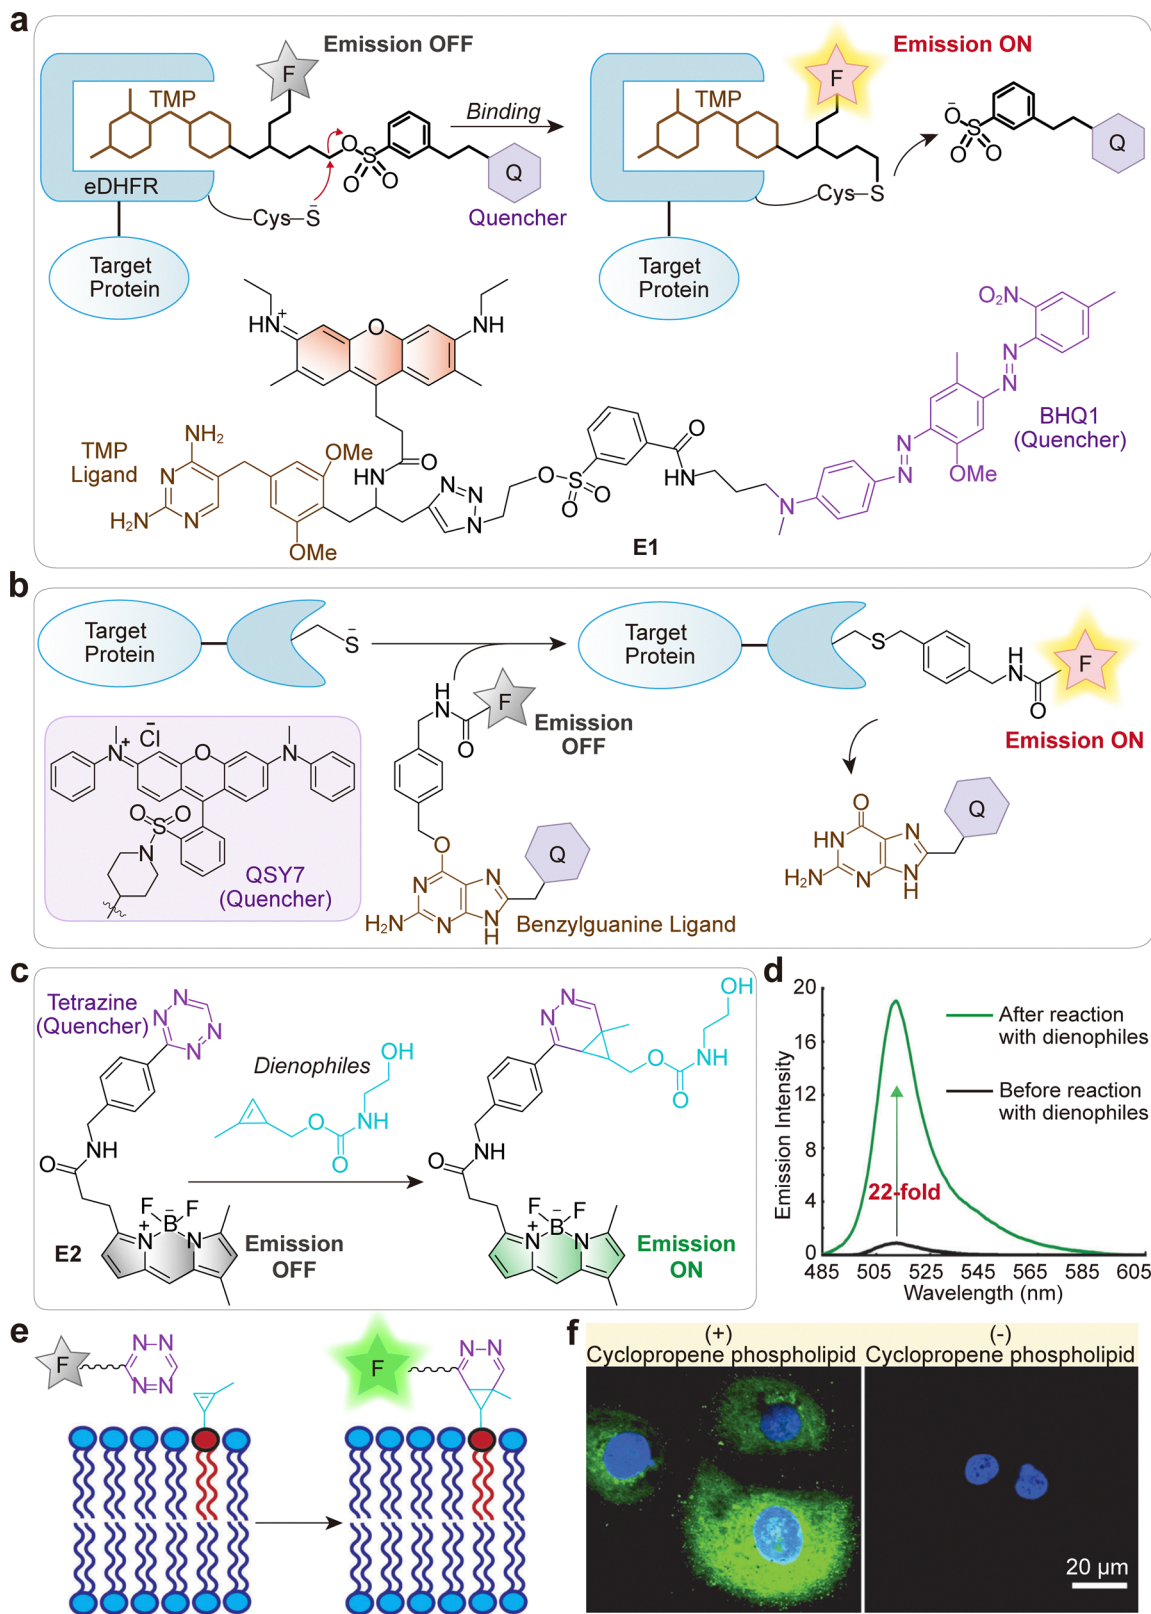 a
Emission OFF
Emission ON
F
F
TMP
TMP
Binding
O
S
O O
Q
Quencher
eDHFR
Cys–S
-
O
-
S
O O
Q
Cys
S
Target
Protein
Target
Protein
HN
+
O
NH
O2N
N
N
BHQ1
(Quencher)
N
N
OMe
TMP
Ligand
NH2
N
N
H2N
OMe
OMe
HN
O
N
N
N
O
S
O
O
O
HN
N
E1
b
Target
Protein
S
-
Target
Protein
S
H
N
O
F
Emission ON
H
N
O
F
Emission
OFF
N
+
Cl
-
O
N
O O
S
N
QSY7
(Quencher)
O
N
N
H2N
N
N
H
Q
Benzylguanine Ligand
O
HN
N
H2N
N
N
H
Q
c
Tetrazine
(Quencher)
N
N
N
N
Dienophiles
OH
O
NH
O
NH
O
F
B
-
F
+
N
N
E2
Emission
OFF
N
N
OH
O
NH
O
NH
O
F
B
-
F
+
N
N
Emission
ON
d
20
16
12
8
4
0
Emission Intensity
After reaction
with dienophiles
Before reaction
with dienophiles
22-fold
485 505 525 545 565 585 605
Wavelength (nm)
e
F
N
N
N
N
F
N
N
f
(+)
Cyclopropene phospholipid
(-)
Cyclopropene phospholipid
20 μm